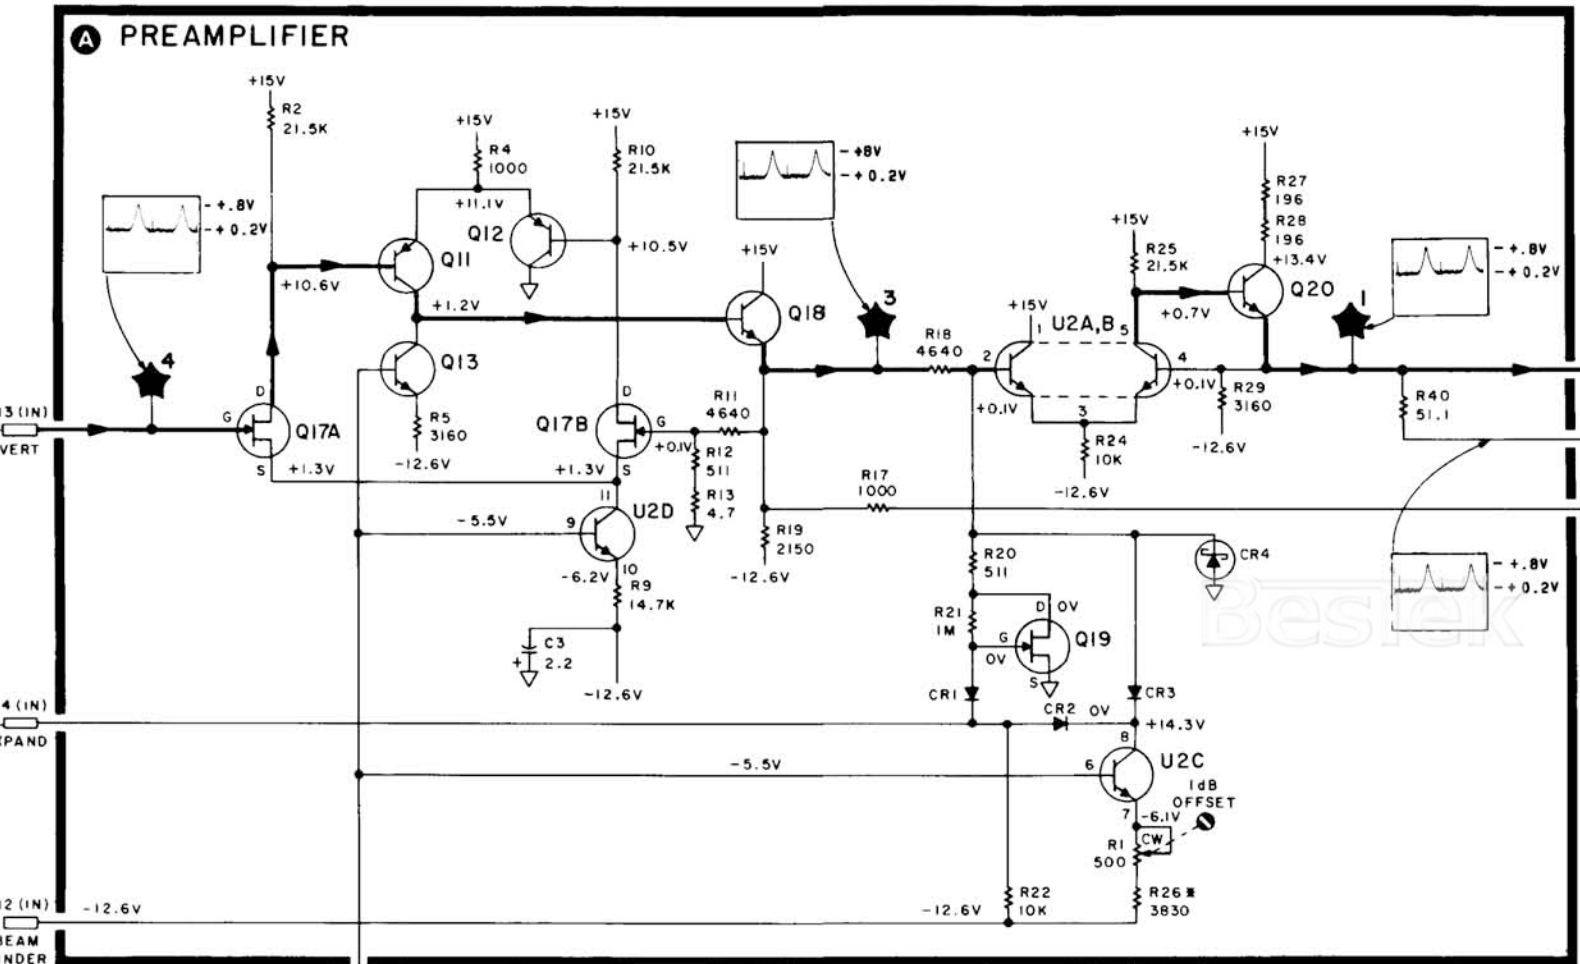 A PREAMPLIFIER
+15V
R2
21.5K
+15V
R4
1000
+11.1V
Q12
+15V
R10
21.5K
+10.5V
-+.8V
-+0.2V
+10.6V
Q11
+1.2V
Q13
R5
3160
-12.6V
4
13 (IN)
VERT
D
G
Q17A
S
+1.3V
D
Q17B
G
+0.1V
+1.3V
S
R11
4640
R12
511
R13
4.7
11
U2D
-5.5V
9
-6.2V
10
R9
14.7K
C3
+
2.2
-12.6V
-+8V
-+0.2V
+15V
Q18
3
R18
4640
R17
1000
R19
2150
-12.6V
+15V
1
U2A,B
5
2
+0.1V
3
R24
10K
-12.6V
+15V
R25
21.5K
4
+0.1V
+15V
R27
196
R28
196
+13.4V
Q20
+0.7V
R29
3160
-12.6V
1
-+.8V
-+0.2V
R40
51.1
-+.8V
-+0.2V
R20
511
R21
1M
D
0V
G
0V
Q19
S
CR4
Bestek
CR1
CR2
0V
CR3
+14.3V
4 (IN)
XPAND
-5.5V
8
6
U2C
7
-6.1V
1dB
OFFSET
CW
R1
500
R26*
3830
R22
10K
-12.6V
12 (IN)
-12.6V
BEAM
NDER